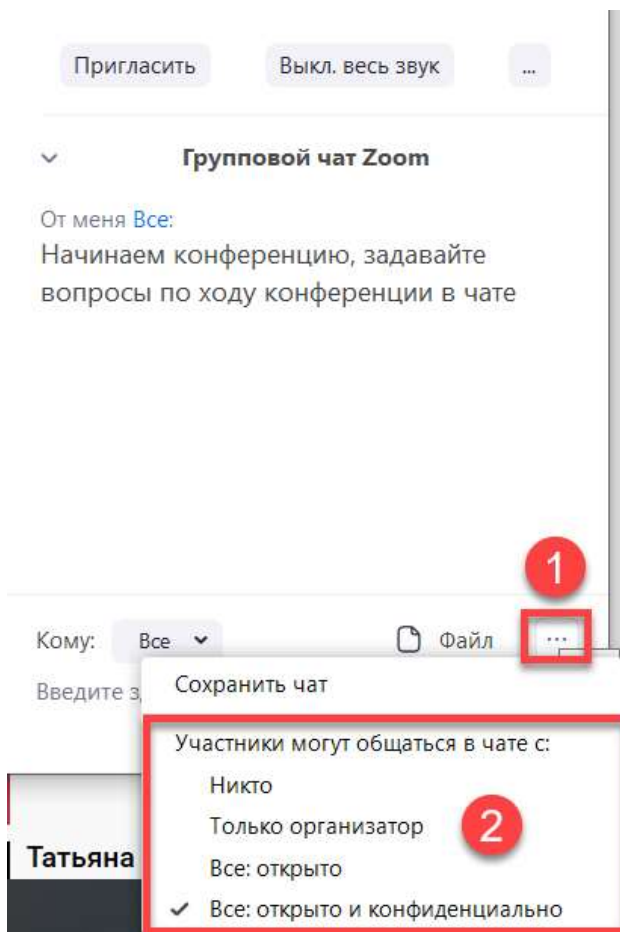 Пригласить Выкл. весь звук ...
Групповой чат Zoom
От меня Все:
Начинаем конференцию, задавайте
вопросы по ходу конференции в чате
1
Кому: Все Файл ...
Введите
Сохранить чат
Участники могут общаться в чате с:
Никто
Только организатор
2
Все: открыто
Все: открыто и конфиденциально
Татьяна